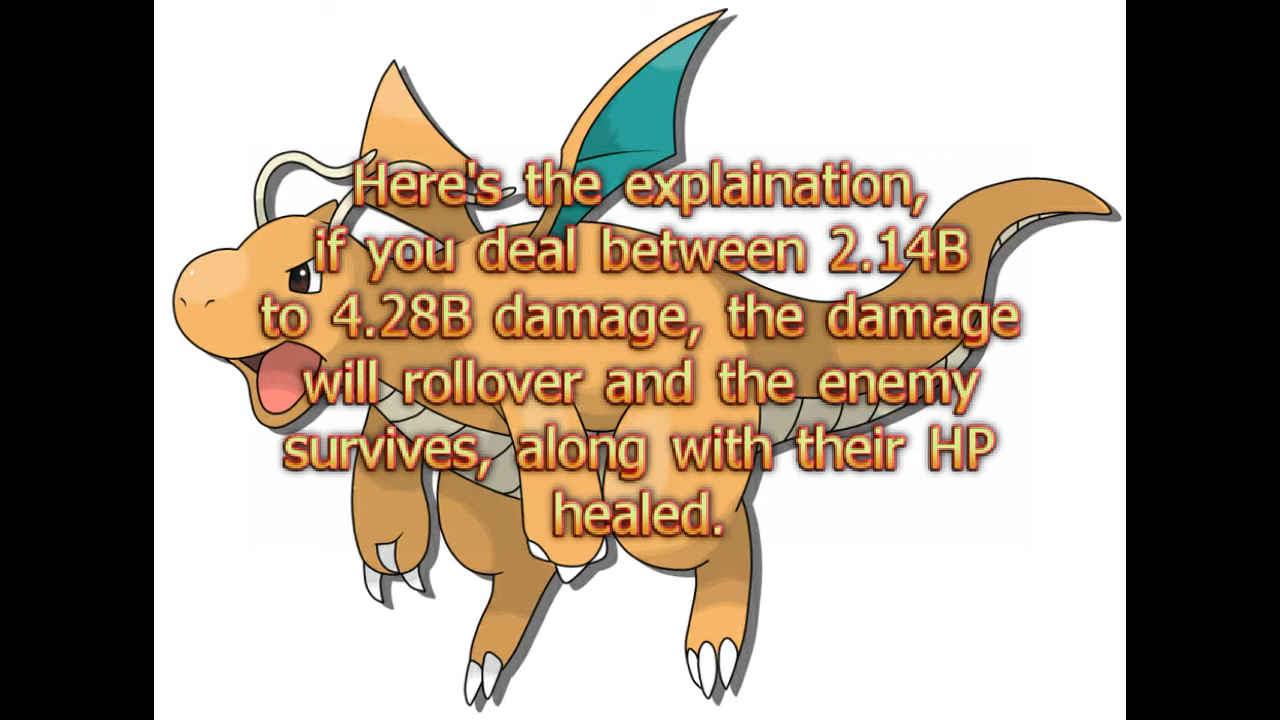 Here's the explaination,
if you deal between 2.14B
to 4.28B damage, the damage
will rollover and the enemy
survives, along with their HP
healed.